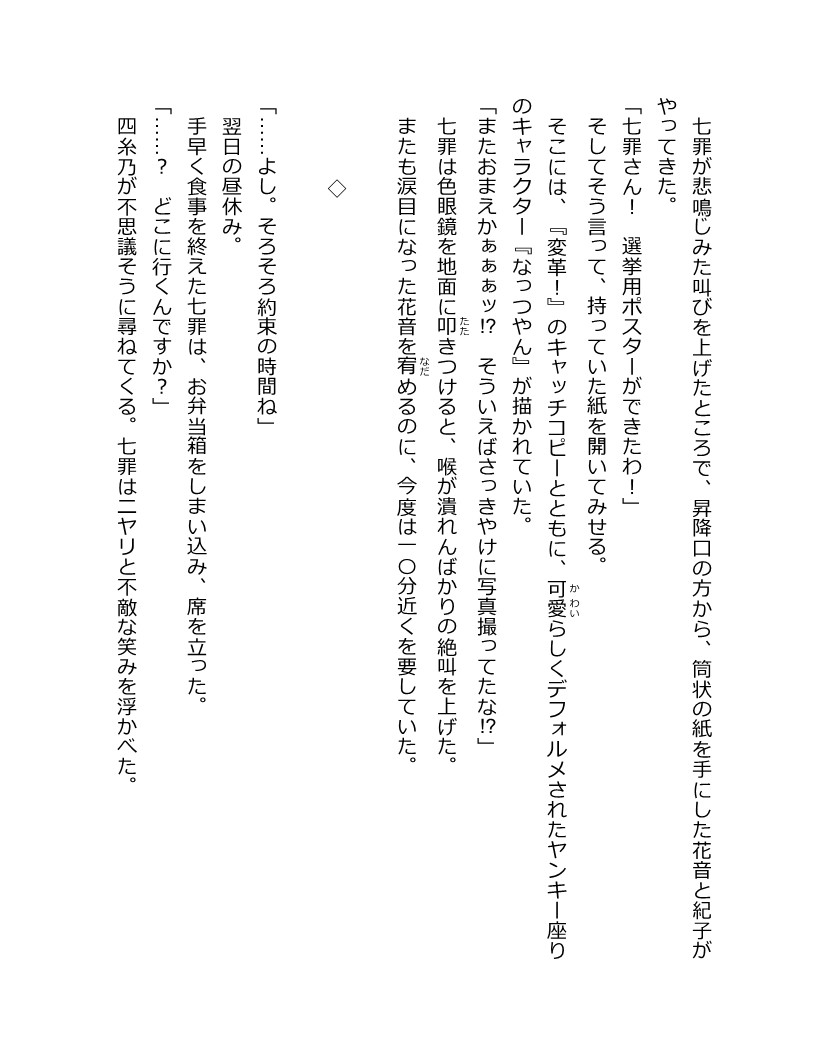 七罪が悲鳴じみた叫びを上げたところで、昇降口の方から、筒状の紙を手にした花音と紀子が
やってきた。
「七罪さん！　選挙用ポスターができたわ！」
　そしてそう言って、持っていた紙を開いてみせる。
　そこには、『変革！』のキャッチコピーとともに、可愛らしくデフォルメされたヤンキー座り
のキャラクター『なっつやん』が描かれていた。
「またおまえかぁぁぁッ!?　そういえばさっきやけに写真撮ってたな!?」
　七罪は色眼鏡を地面に叩きつけると、喉が潰れんばかりの絶叫を上げた。
　またも涙目になった花音を宥めるのに、今度は一〇分近くを要していた。
◇
「……よし。そろそろ約束の時間ね」
　翌日の昼休み。
　手早く食事を終えた七罪は、お弁当箱をしまい込み、席を立った。
「……？　どこに行くんですか？」
　四糸乃が不思議そうに尋ねてくる。七罪はニヤリと不敵な笑みを浮かべた。